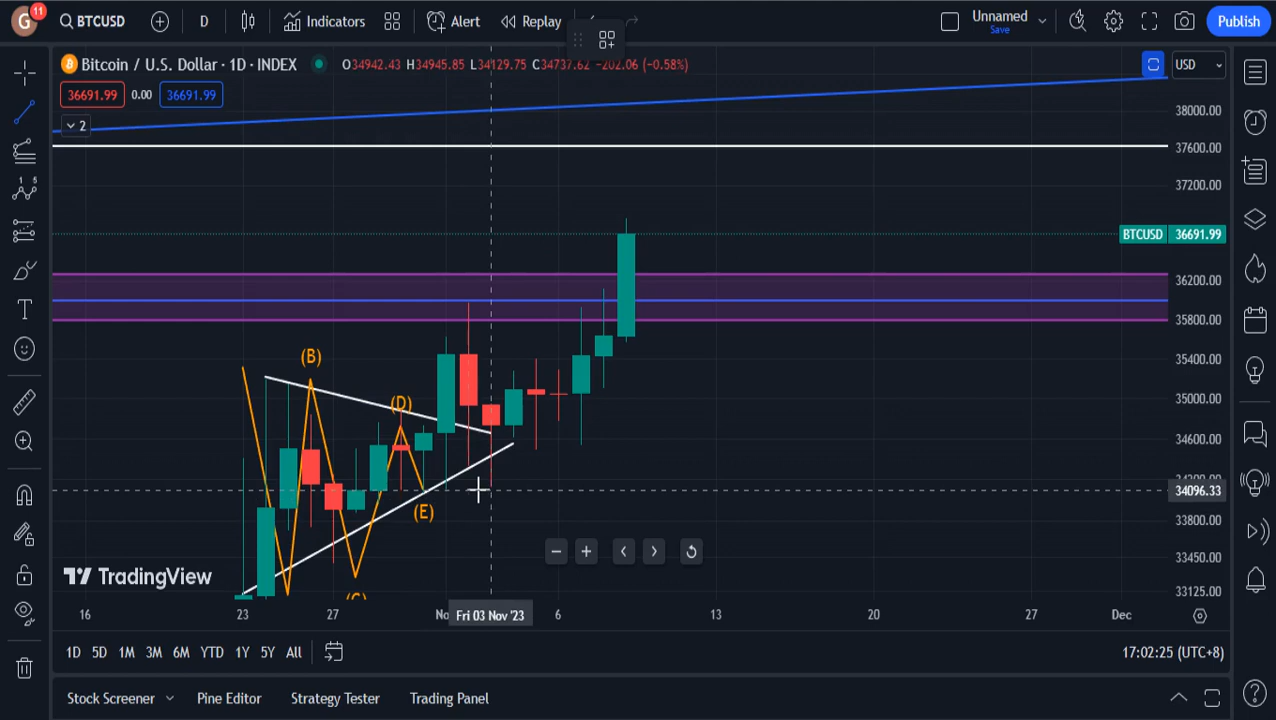 G
11
BTCUSD
D
Indicators
Alert
Replay
Unnamed
Save
Publish
Bitcoin / U.S. Dollar · 1D · INDEX
O34942.43 H34945.85 L34129.75 C34737.62 −202.06 (−0.58%)
USD
36691.99 0.00 36691.99
2
38000.00
37600.00
37200.00
BTCUSD 36691.99
36200.00
35800.00
35400.00
35000.00
34600.00
34096.33
33800.00
33450.00
33125.00
(B)
(D)
(E)
TradingView
16 23 27 Fri 03 Nov '23 6 13 20 27 Dec
1D 5D 1M 3M 6M YTD 1Y 5Y All
17:02:25 (UTC+8)
Stock Screener Pine Editor Strategy Tester Trading Panel